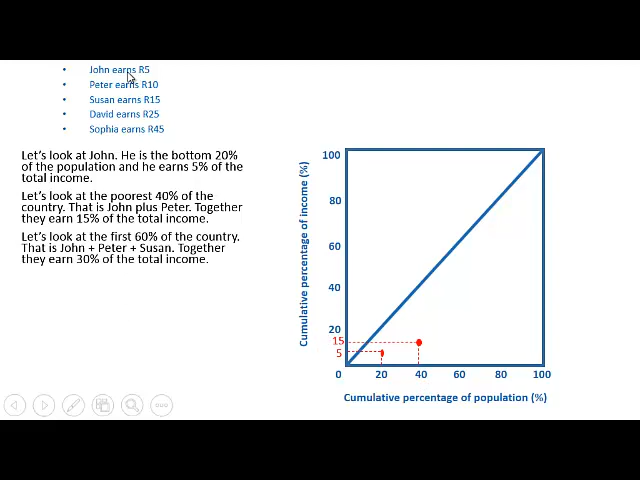 • John earns R5
• Peter earns R10
• Susan earns R15
• David earns R25
• Sophia earns R45
Let's look at John. He is the bottom 20%
of the population and he earns 5% of the
total income.
Let's look at the poorest 40% of the
country. That is John plus Peter. Together
they earn 15% of the total income.
Let's look at the first 60% of the country.
That is John + Peter + Susan. Together
they earn 30% of the total income.
Cumulative percentage of income (%)
100
80
60
40
20
15
5
0 20 40 60 80 100
Cumulative percentage of population (%)